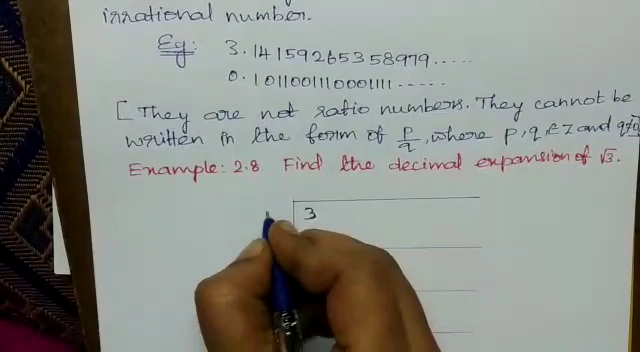 irrational number.
Eg: 3.14159265358979.....
0.1011001110001111.....
[They are not ratio numbers. They cannot be
written in the form of p/q, where p, q ∈ Z and q≠0
Example: 2.8 Find the decimal expansion of √3.
3